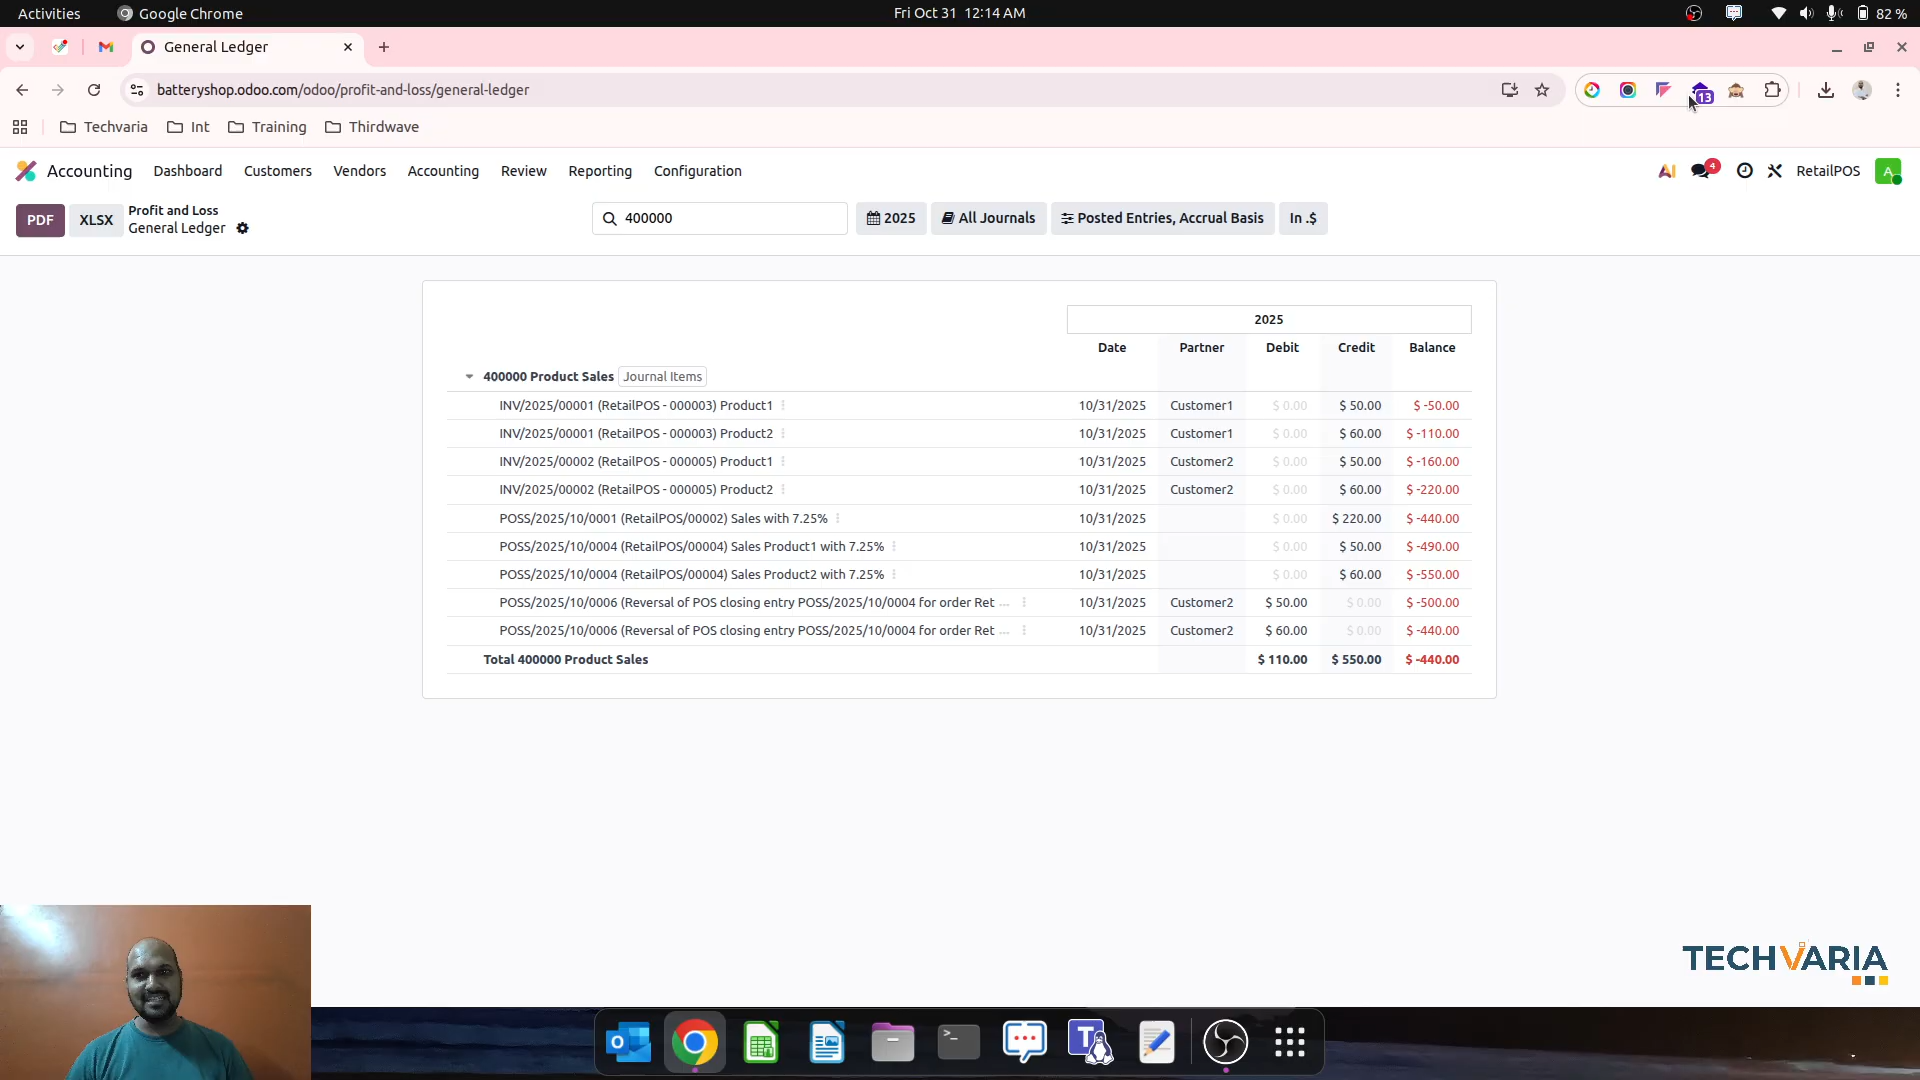 Activities Google Chrome Fri Oct 31 12:14 AM 82 %
General Ledger
batteryshop.odoo.com/odoo/profit-and-loss/general-ledger 13
Techvaria Int Training Thirdwave
Accounting Dashboard Customers Vendors Accounting Review Reporting Configuration AI 4 RetailPOS A
PDF XLSX Profit and Loss
General Ledger
400000 2025 All Journals Posted Entries, Accrual Basis In .$
2025
Date Partner Debit Credit Balance
400000 Product Sales Journal Items
INV/2025/00001 (RetailPOS - 000003) Product1 10/31/2025 Customer1 $ 0.00 $ 50.00 $ -50.00
INV/2025/00001 (RetailPOS - 000003) Product2 10/31/2025 Customer1 $ 0.00 $ 60.00 $ -110.00
INV/2025/00002 (RetailPOS - 000005) Product1 10/31/2025 Customer2 $ 0.00 $ 50.00 $ -160.00
INV/2025/00002 (RetailPOS - 000005) Product2 10/31/2025 Customer2 $ 0.00 $ 60.00 $ -220.00
POSS/2025/10/0001 (RetailPOS/00002) Sales with 7.25% 10/31/2025 $ 0.00 $ 220.00 $ -440.00
POSS/2025/10/0004 (RetailPOS/00004) Sales Product1 with 7.25% 10/31/2025 $ 0.00 $ 50.00 $ -490.00
POSS/2025/10/0004 (RetailPOS/00004) Sales Product2 with 7.25% 10/31/2025 $ 0.00 $ 60.00 $ -550.00
POSS/2025/10/0006 (Reversal of POS closing entry POSS/2025/10/0004 for order Ret ... 10/31/2025 Customer2 $ 50.00 $ 0.00 $ -500.00
POSS/2025/10/0006 (Reversal of POS closing entry POSS/2025/10/0004 for order Ret ... 10/31/2025 Customer2 $ 60.00 $ 0.00 $ -440.00
Total 400000 Product Sales $ 110.00 $ 550.00 $ -440.00
TECHVARIA